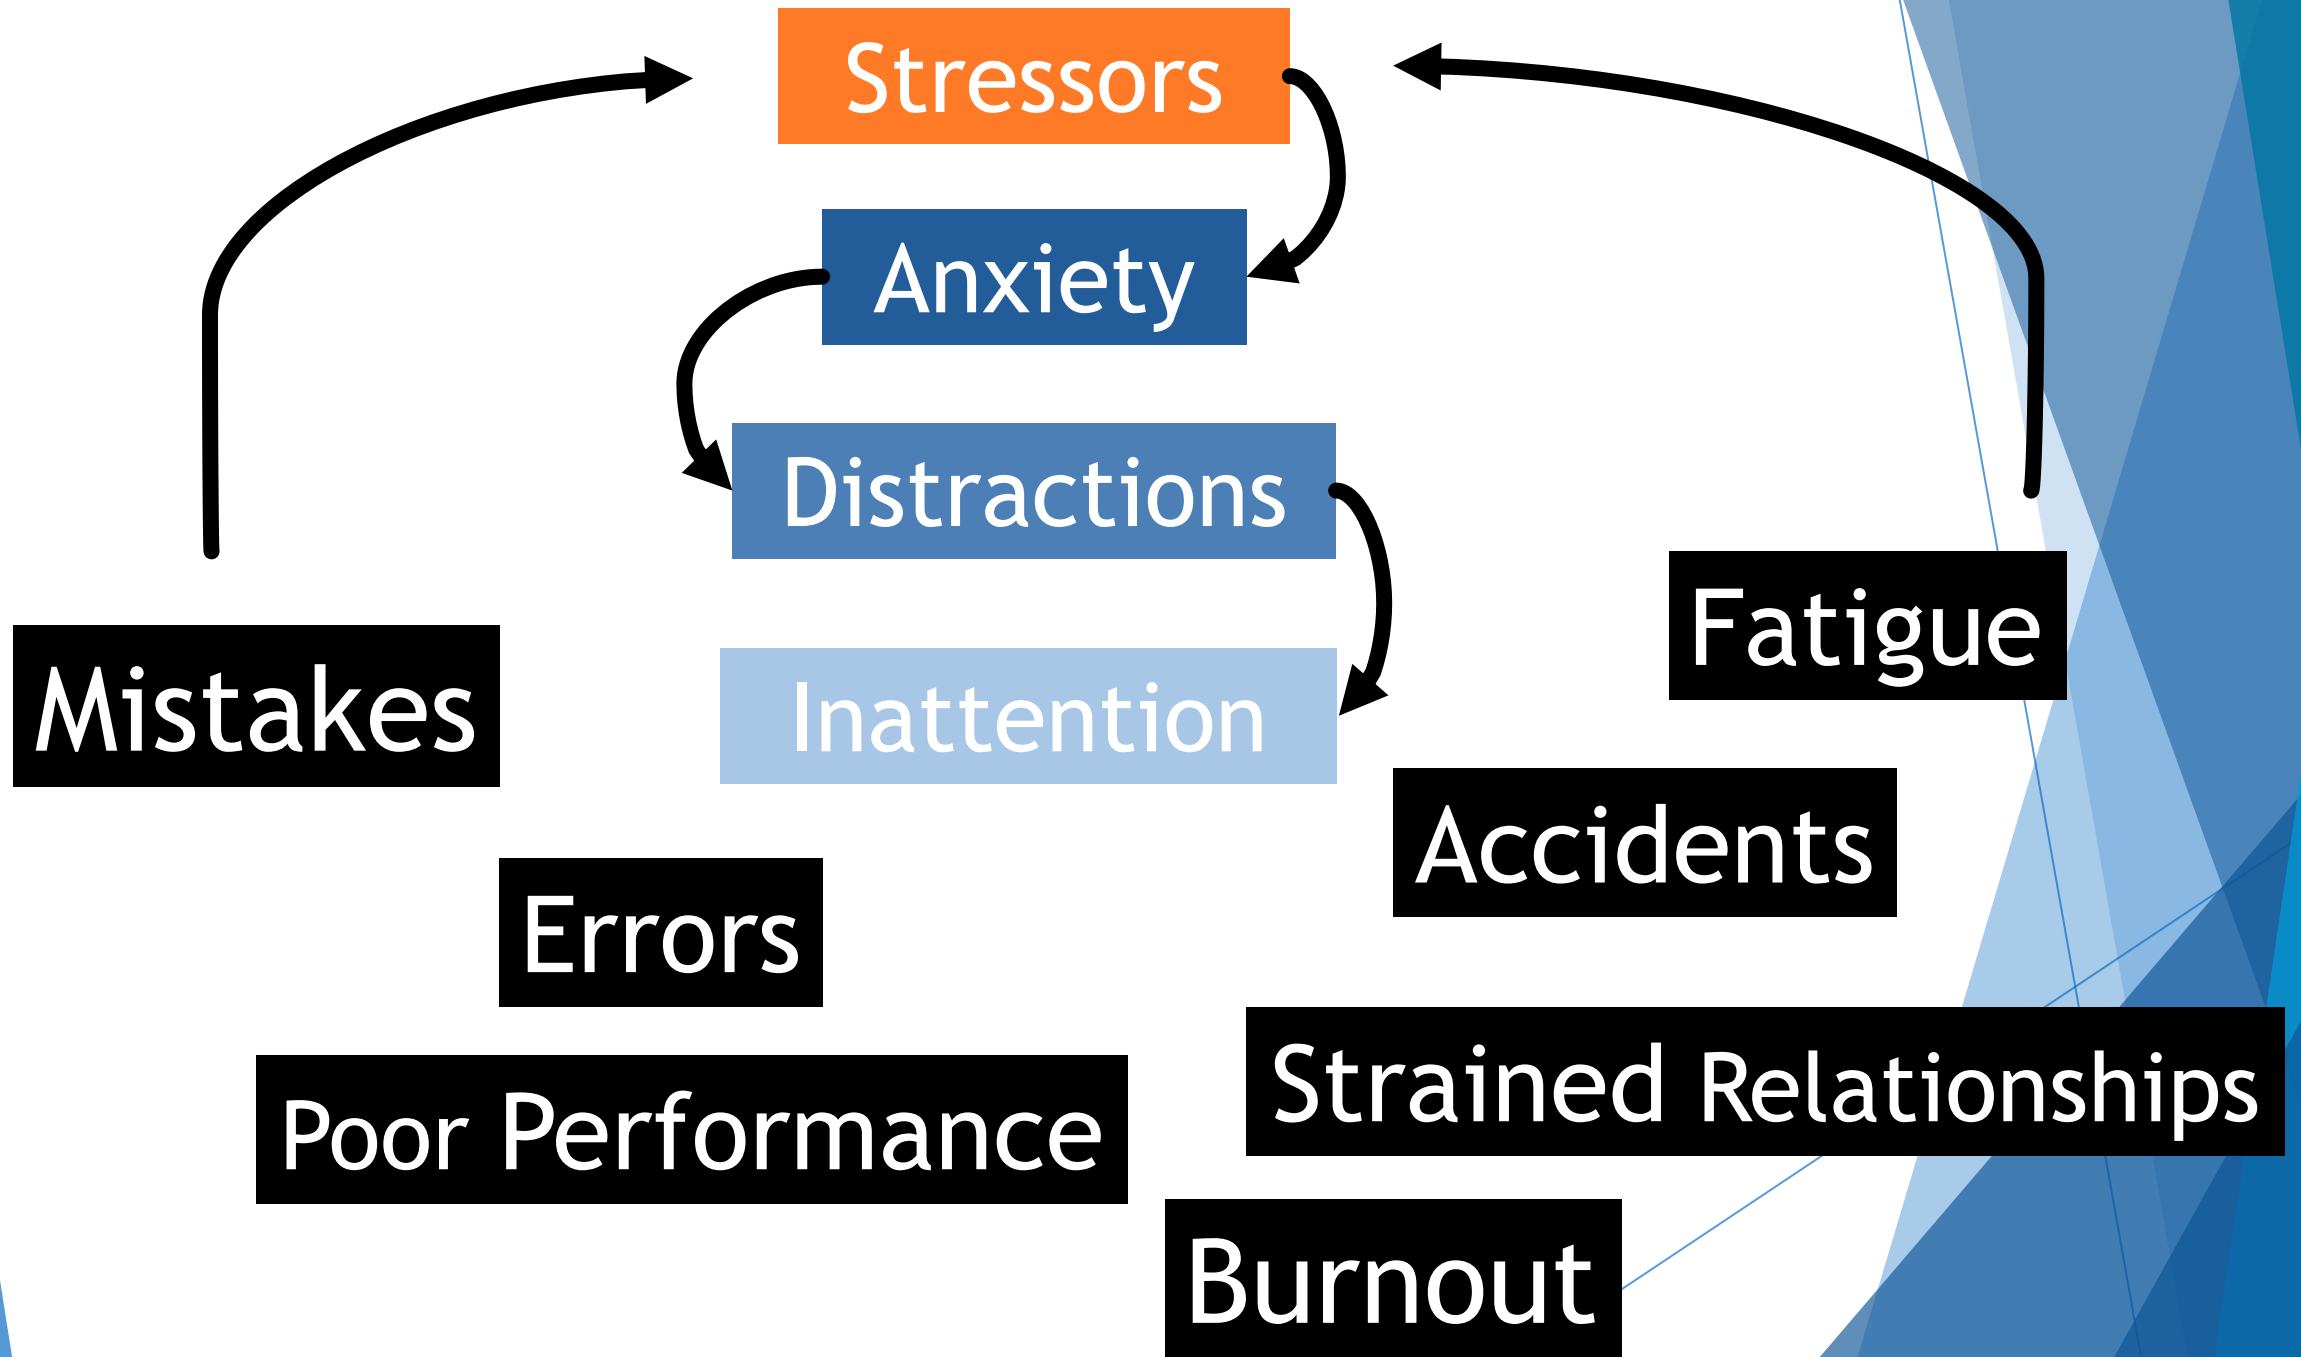 Stressors
Anxiety
Distractions
Inattention
Fatigue
Mistakes
Accidents
Errors
Strained Relationships
Poor Performance
Burnout